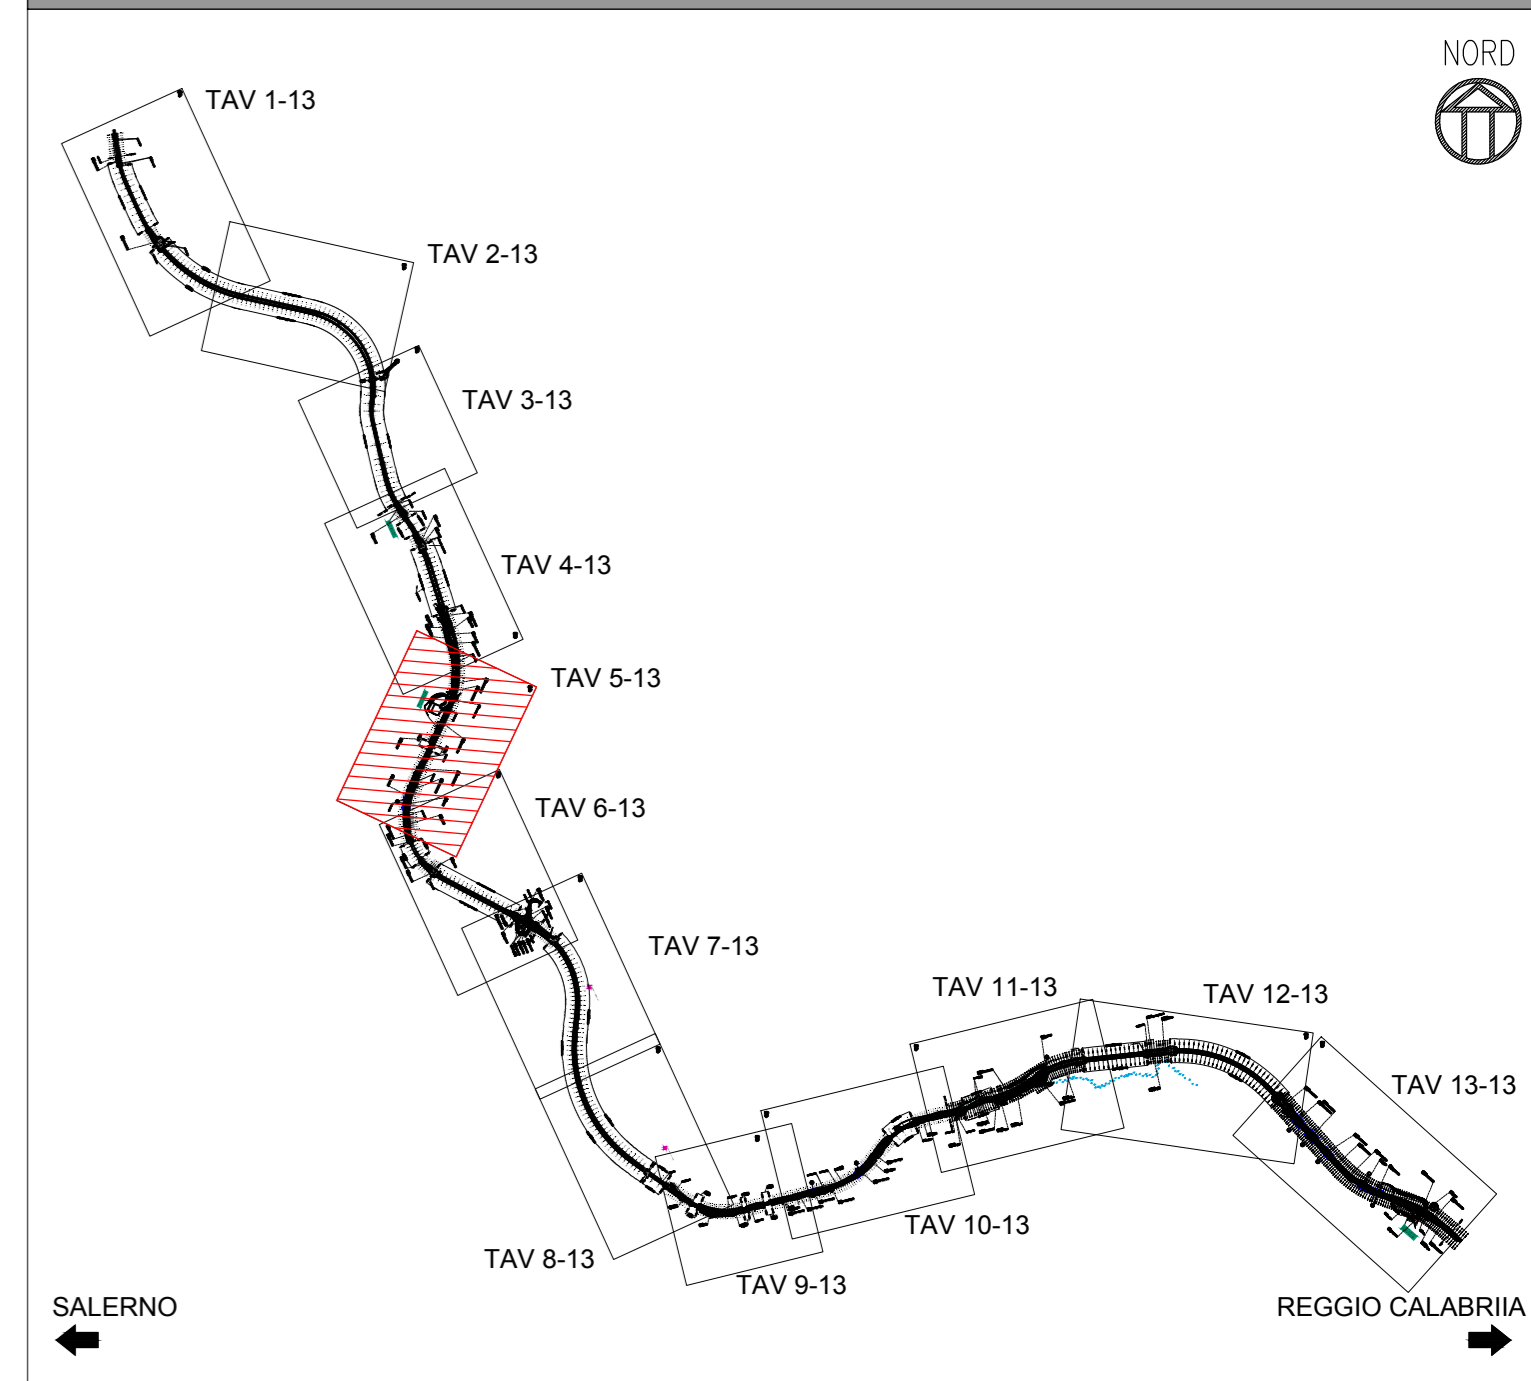 NORD
TAV 1-13
TAV 2-13
TAV 3-13
TAV 4-13
TAV 5-13
TAV 6-13
TAV 7-13
TAV 11-13
TAV 12-13
TAV 13-13
TAV 10-13
TAV 8-13
TAV 9-13
SALERNO
REGGIO CALABRIIA